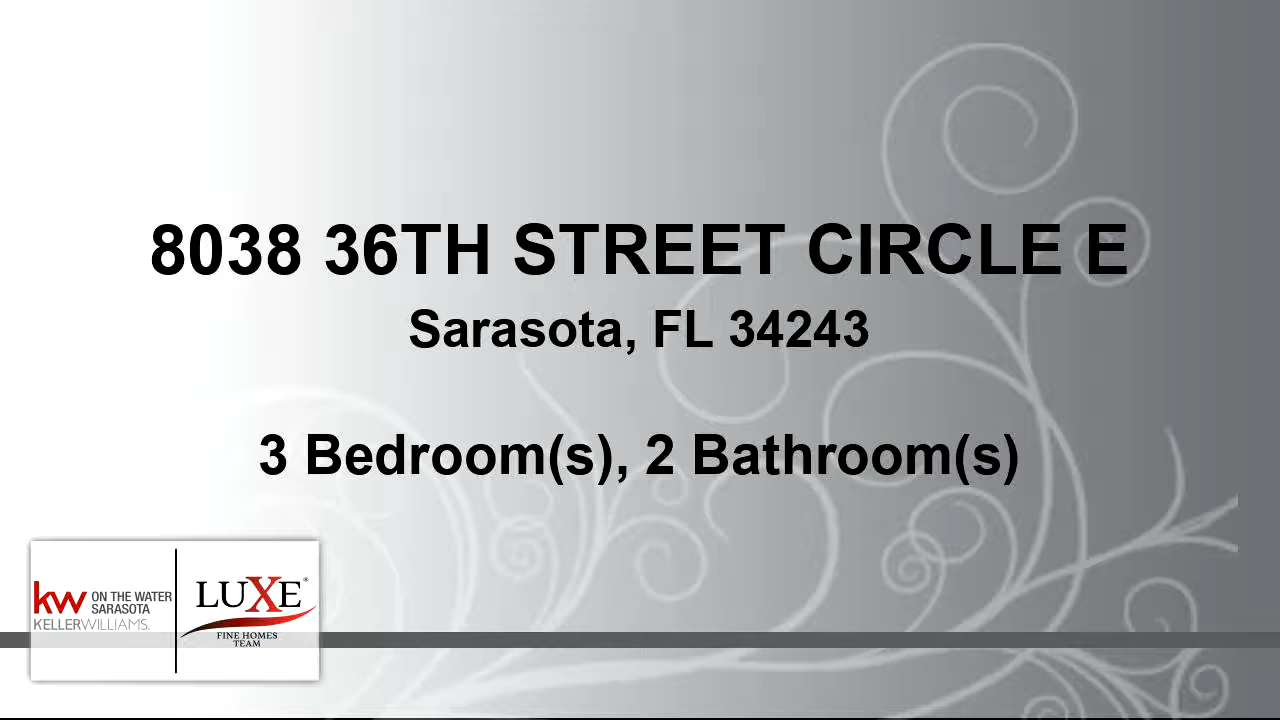 8038 36TH STREET CIRCLE E
Sarasota, FL 34243
3 Bedroom(s), 2 Bathroom(s)
kw ON THE WATER
SARASOTA
KELLERWILLIAMS.
LUXE®
FINE HOMES
TEAM